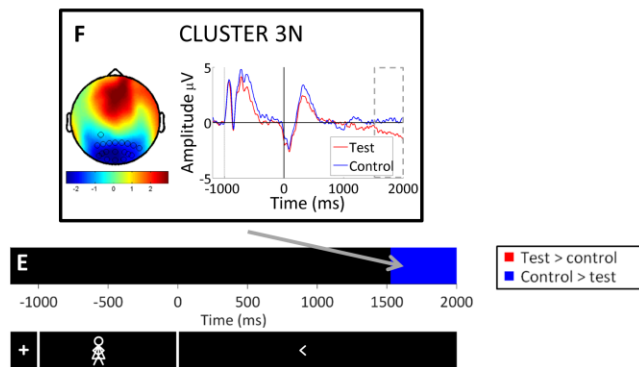 F CLUSTER 3N
Amplitude µV
5
0
-5
Test
Control
-1000 0 1000 2000
Time (ms)
-2 -1 0 1 2
E
Test > control
Control > test
-1000 -500 0 500 1000 1500 2000
Time (ms)
+ <